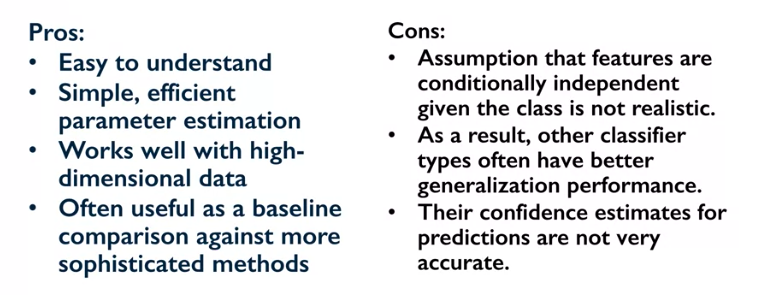 Pros:
• Easy to understand
• Simple, efficient
parameter estimation
• Works well with high-
dimensional data
• Often useful as a baseline
comparison against more
sophisticated methods
Cons:
• Assumption that features are
conditionally independent
given the class is not realistic.
• As a result, other classifier
types often have better
generalization performance.
• Their confidence estimates for
predictions are not very
accurate.